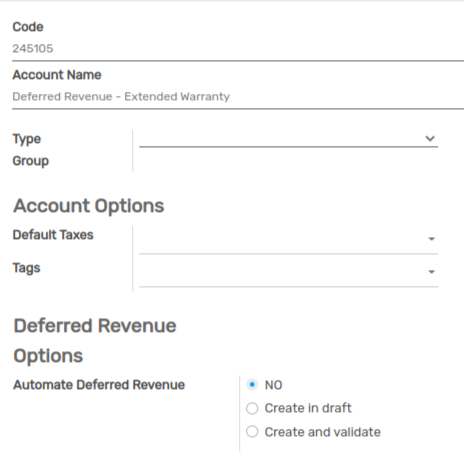 Code
245105
Account Name
Deferred Revenue - Extended Warranty
Type
Group
Account Options
Default Taxes
Tags
Deferred Revenue
Options
Automate Deferred Revenue
NO
Create in draft
Create and validate